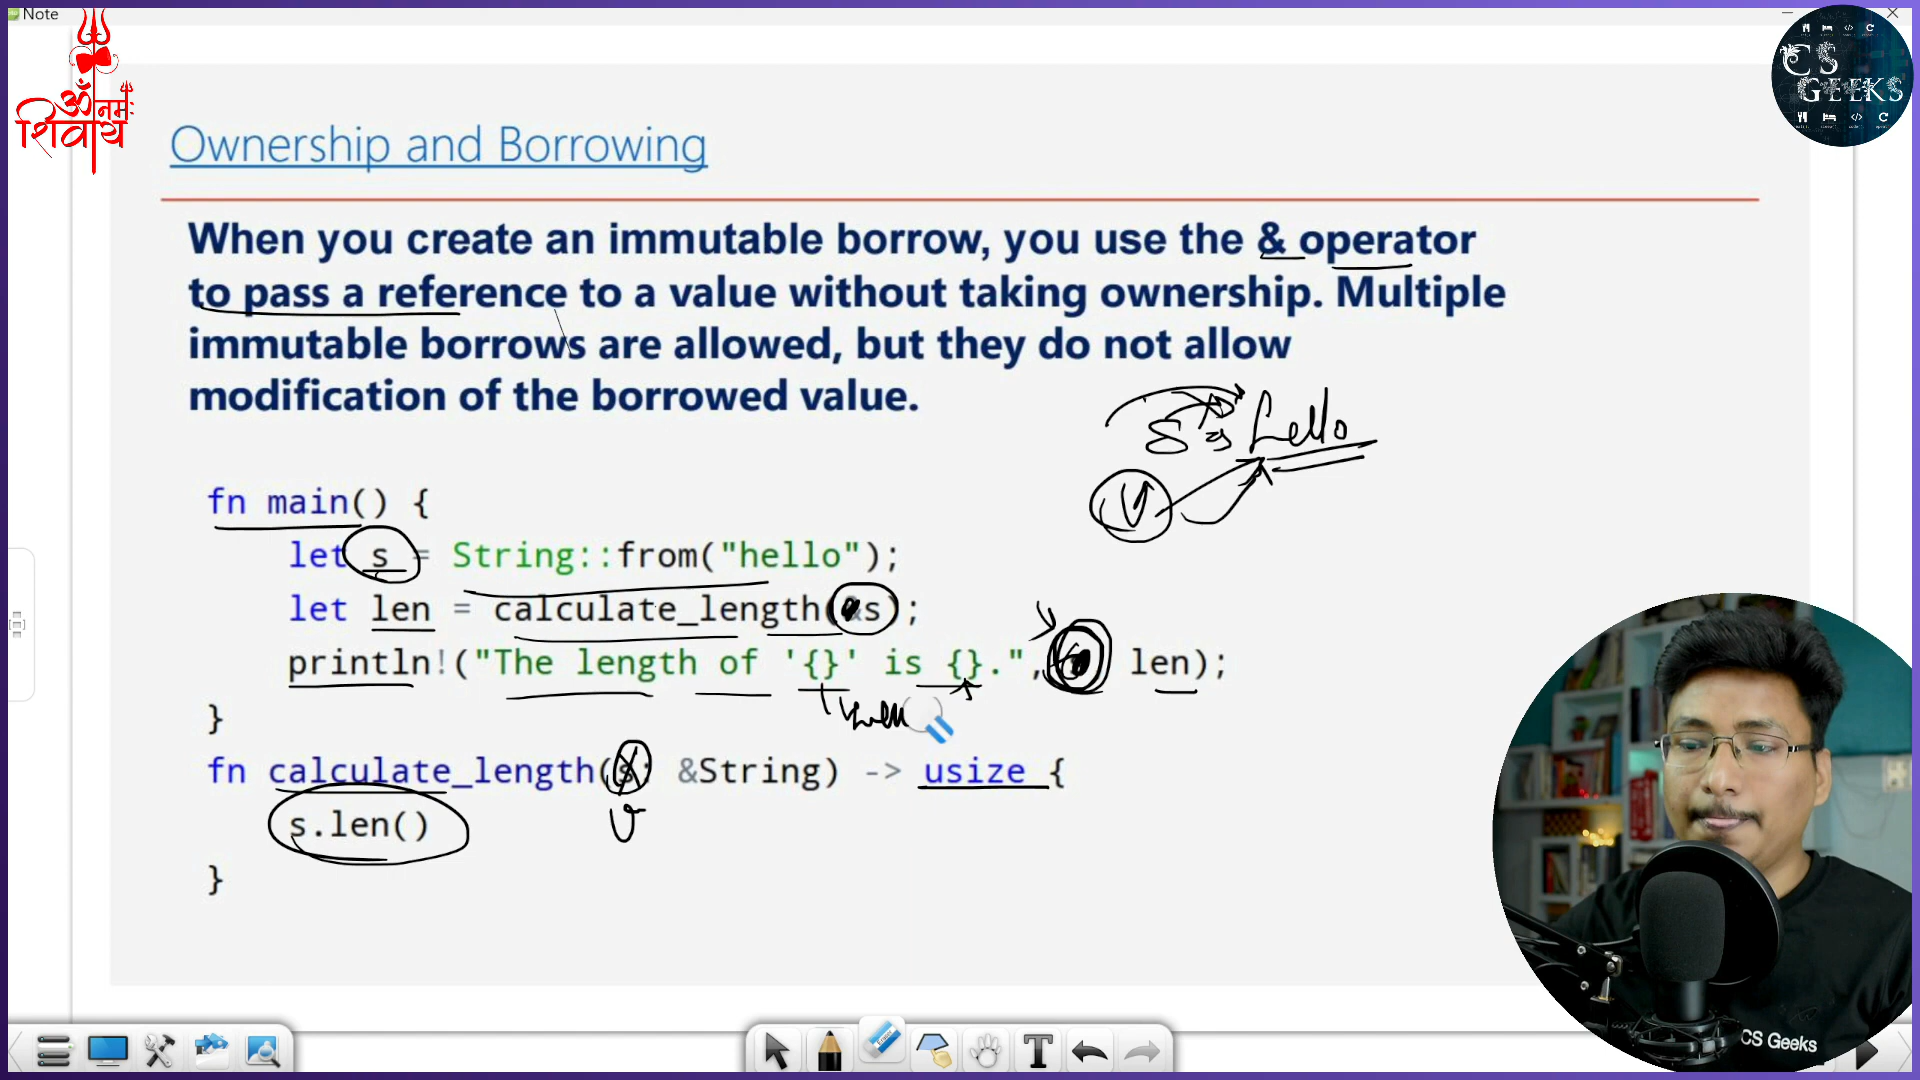 Note
ॐ नमः
शिवाय
CS
GEEKS
Ownership and Borrowing
When you create an immutable borrow, you use the & operator
to pass a reference to a value without taking ownership. Multiple
immutable borrows are allowed, but they do not allow
modification of the borrowed value.
s = hello
v
fn main() {
let s = String::from("hello");
let len = calculate_length(&s);
println!("The length of '{}' is {}.", len);
}
fn calculate_length(s: &String) -> usize {
v
s.len()
}
CS Geeks
T